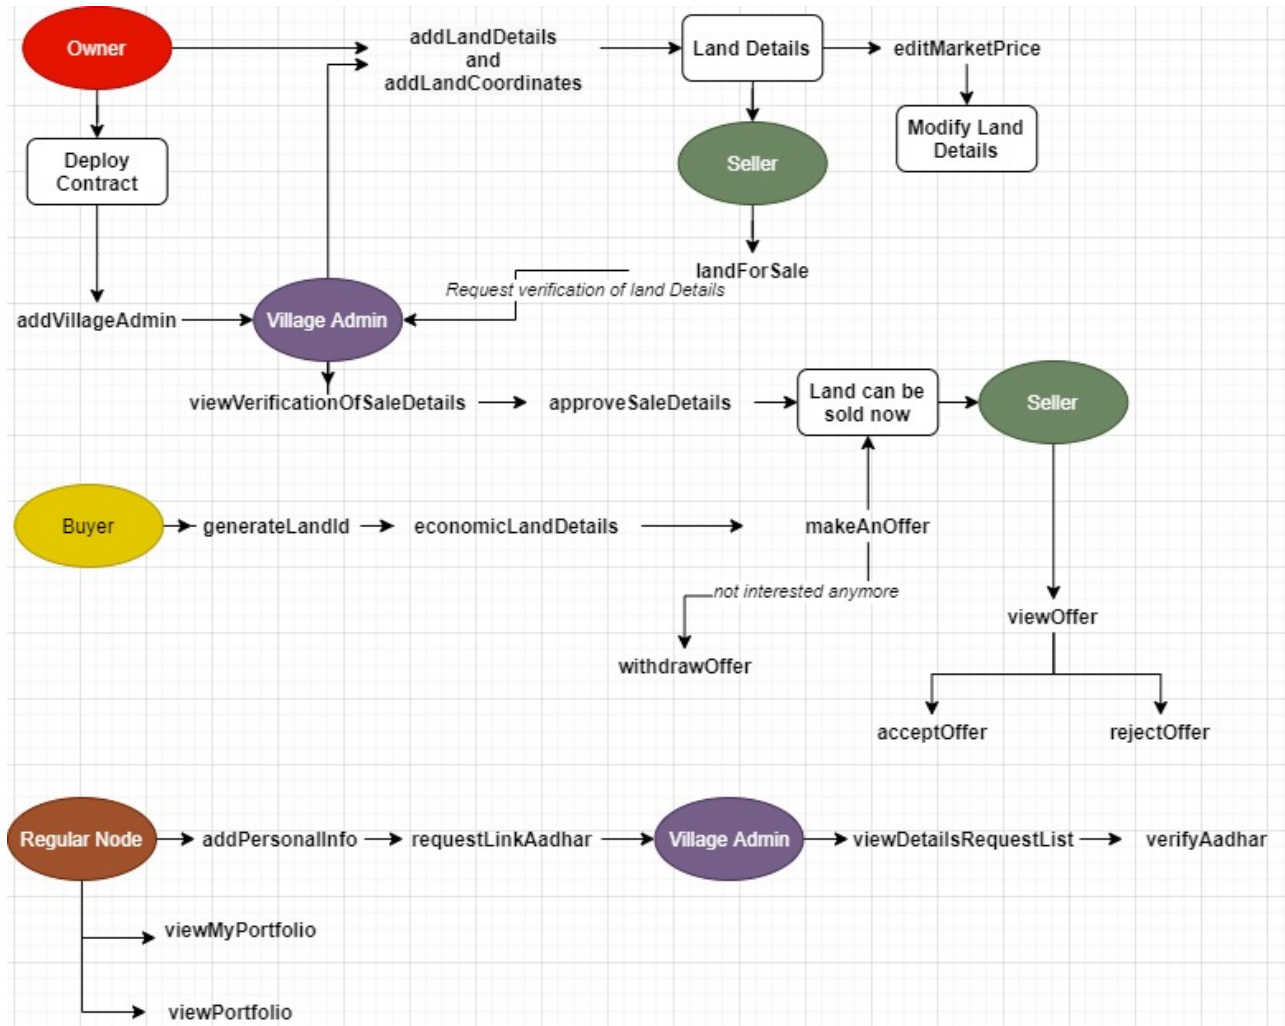 Owner
addLandDetails
and
addLandCoordinates
Land Details
editMarketPrice
Deploy
Contract
Seller
Modify Land
Details
landForSale
Request verification of land Details
addVillageAdmin
Village Admin
viewVerificationOfSaleDetails
approveSaleDetails
Land can be
sold now
Seller
Buyer
generateLandId
economicLandDetails
makeAnOffer
not interested anymore
withdrawOffer
viewOffer
acceptOffer
rejectOffer
Regular Node
addPersonalInfo
requestLinkAadhar
Village Admin
viewDetailsRequestList
verifyAadhar
viewMyPortfolio
viewPortfolio